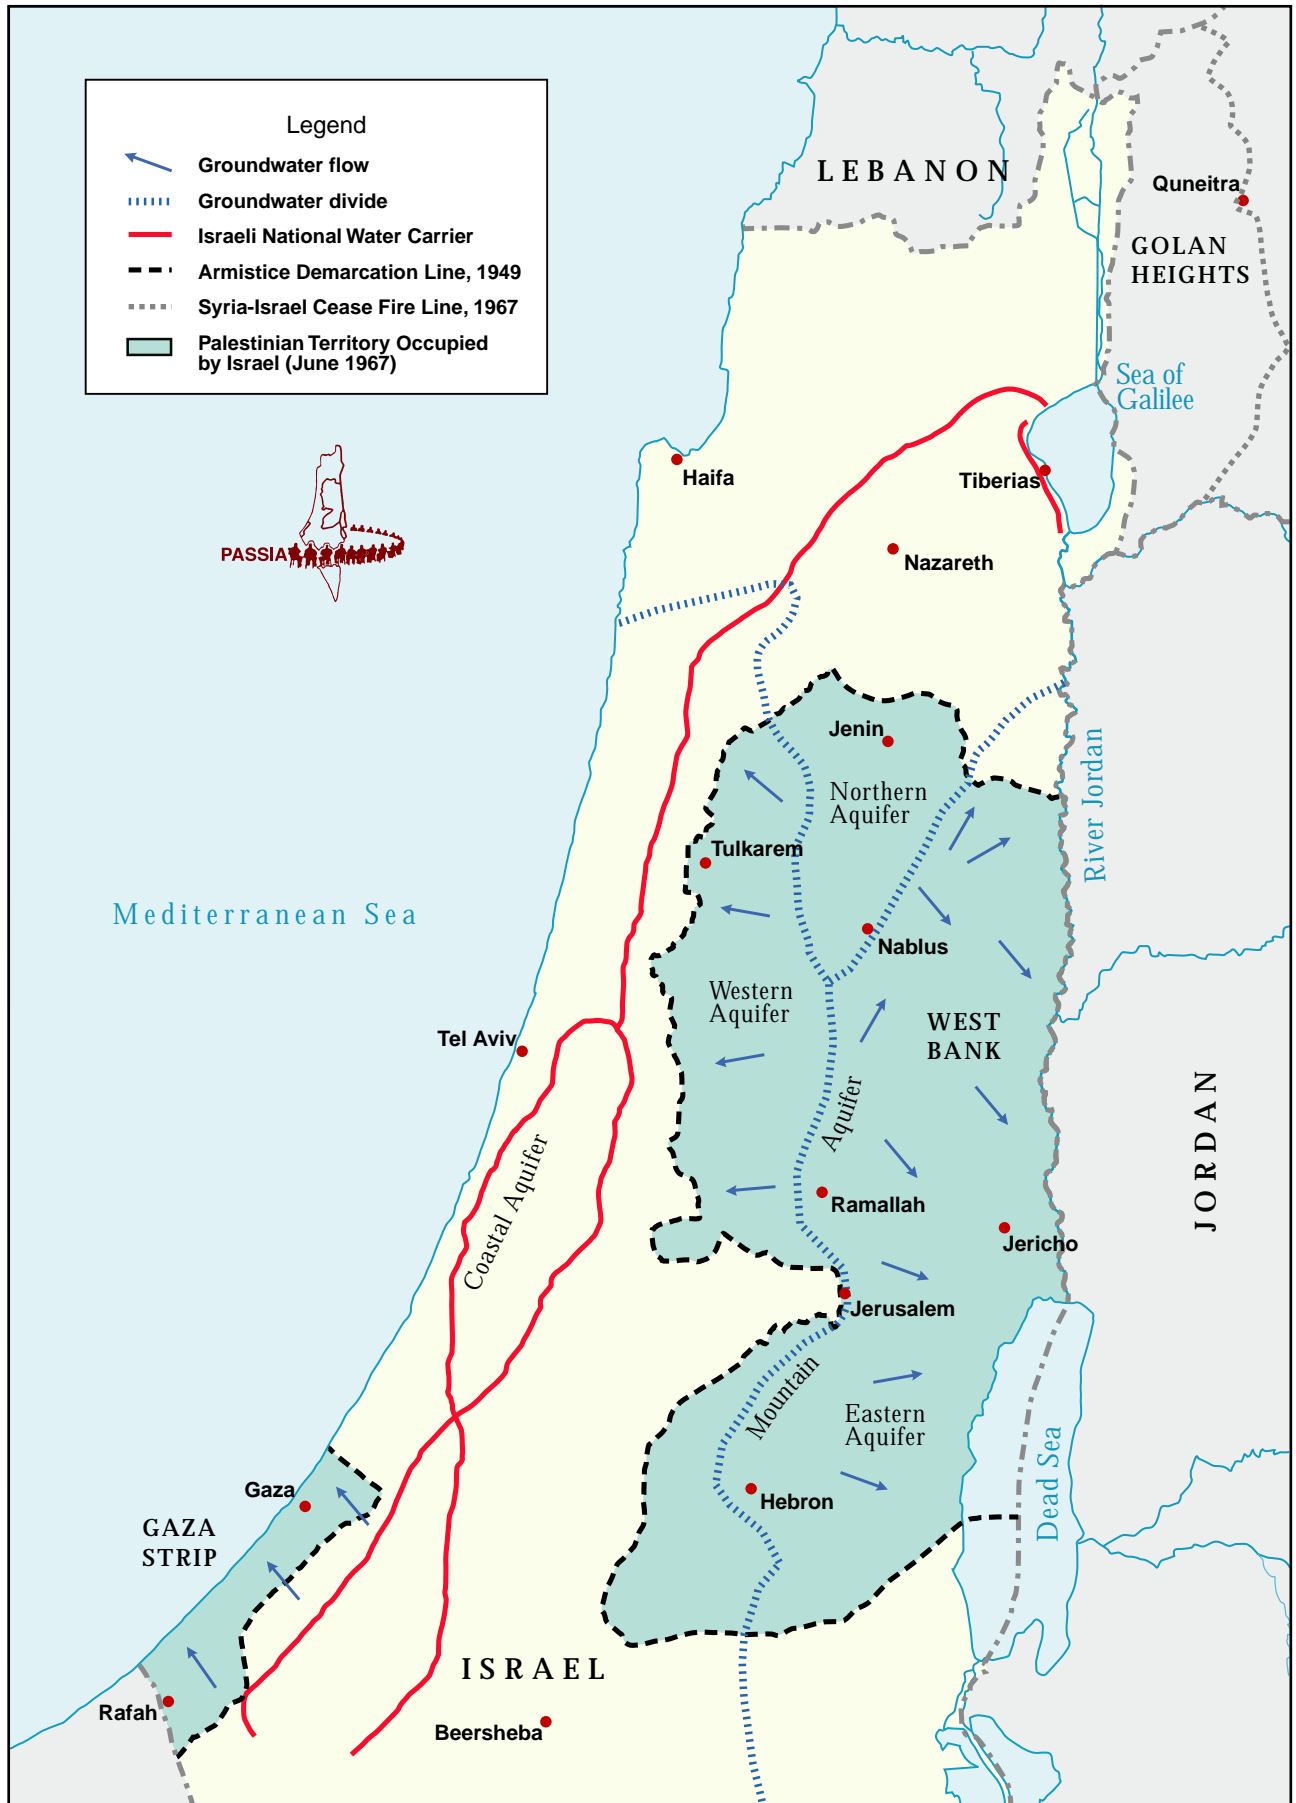 Legend
Groundwater flow
Groundwater divide
Israeli National Water Carrier
Armistice Demarcation Line, 1949
Syria-Israel Cease Fire Line, 1967
Palestinian Territory Occupied
by Israel (June 1967)
PASSIA
LEBANON
Quneitra
GOLAN
HEIGHTS
Sea of
Galilee
Haifa
Tiberias
Nazareth
Jenin
Northern
Aquifer
River Jordan
Tulkarem
Mediterranean Sea
Nablus
Western
Aquifer
WEST
BANK
Tel Aviv
Aquifer
JORDAN
Coastal Aquifer
Ramallah
Jericho
Jerusalem
Mountain
Eastern
Aquifer
Dead Sea
Gaza
Hebron
GAZA
STRIP
ISRAEL
Rafah
Beersheba